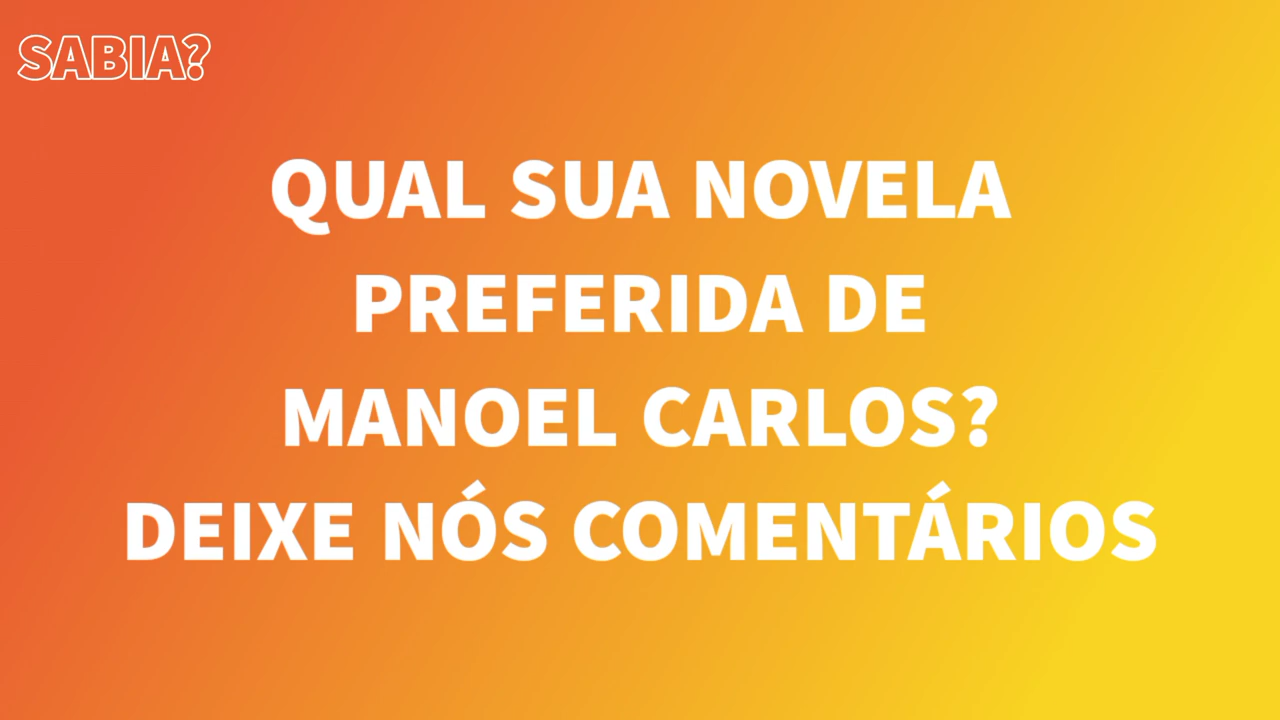 SABIA?
QUAL SUA NOVELA
PREFERIDA DE
MANOEL CARLOS?
DEIXE NÓS COMENTÁRIOS